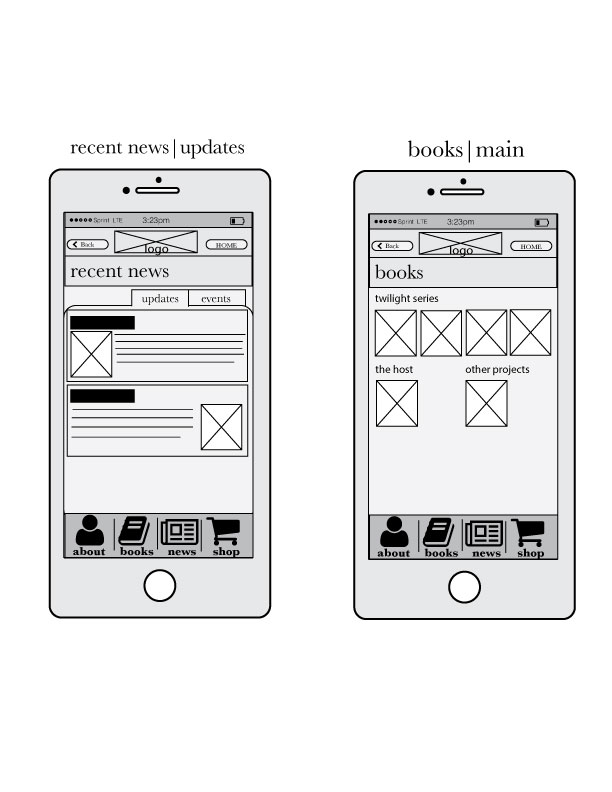 recent news|updates
Sprint LTE 3:23pm
Back logo HOME
recent news
updates events
about books news shop
books|main
Sprint LTE 3:23pm
Back logo HOME
books
twilight series
the host other projects
about books news shop